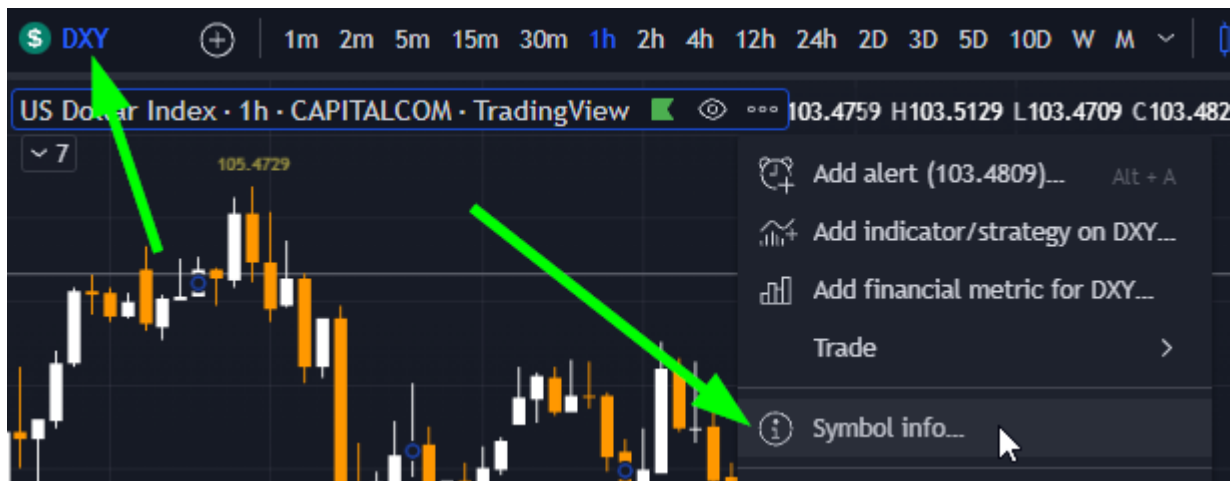 $ DXY 1m 2m 5m 15m 30m 1h 2h 4h 12h 24h 2D 3D 5D 10D W M
US Dollar Index · 1h · CAPITALCOM · TradingView 103.4759 H103.5129 L103.4709 C103.482
7
105.4729
Add alert (103.4809)... Alt + A
Add indicator/strategy on DXY...
Add financial metric for DXY...
Trade
Symbol info...